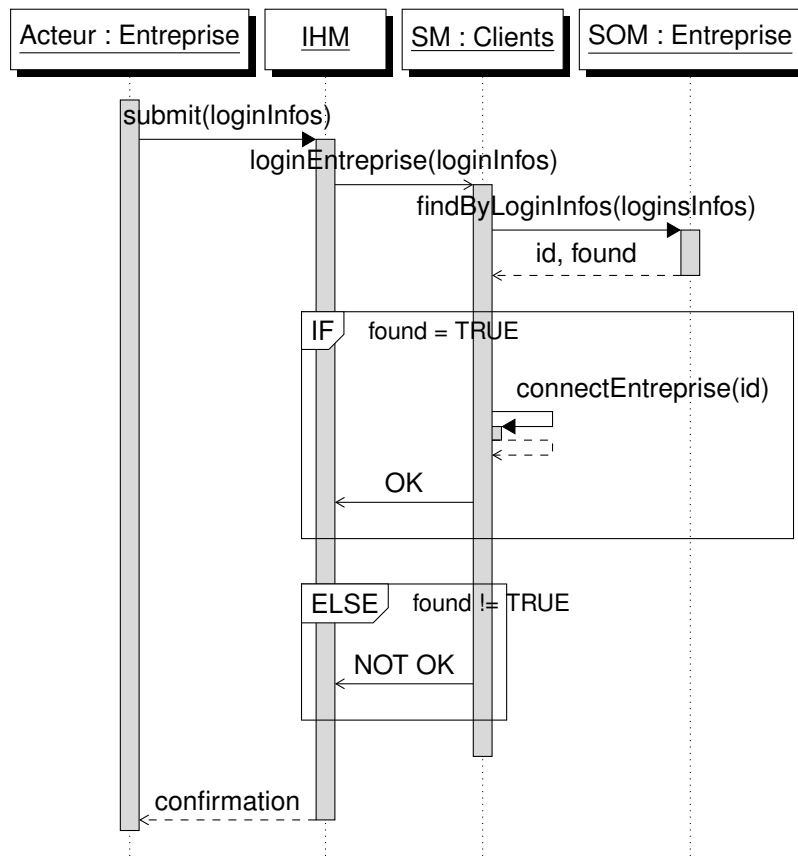 Acteur : Entreprise
IHM
SM : Clients
SOM : Entreprise
submit(loginInfos)
loginEntreprise(loginInfos)
findByLoginInfos(loginsInfos)
id, found
IF
found = TRUE
connectEntreprise(id)
OK
ELSE
found != TRUE
NOT OK
confirmation